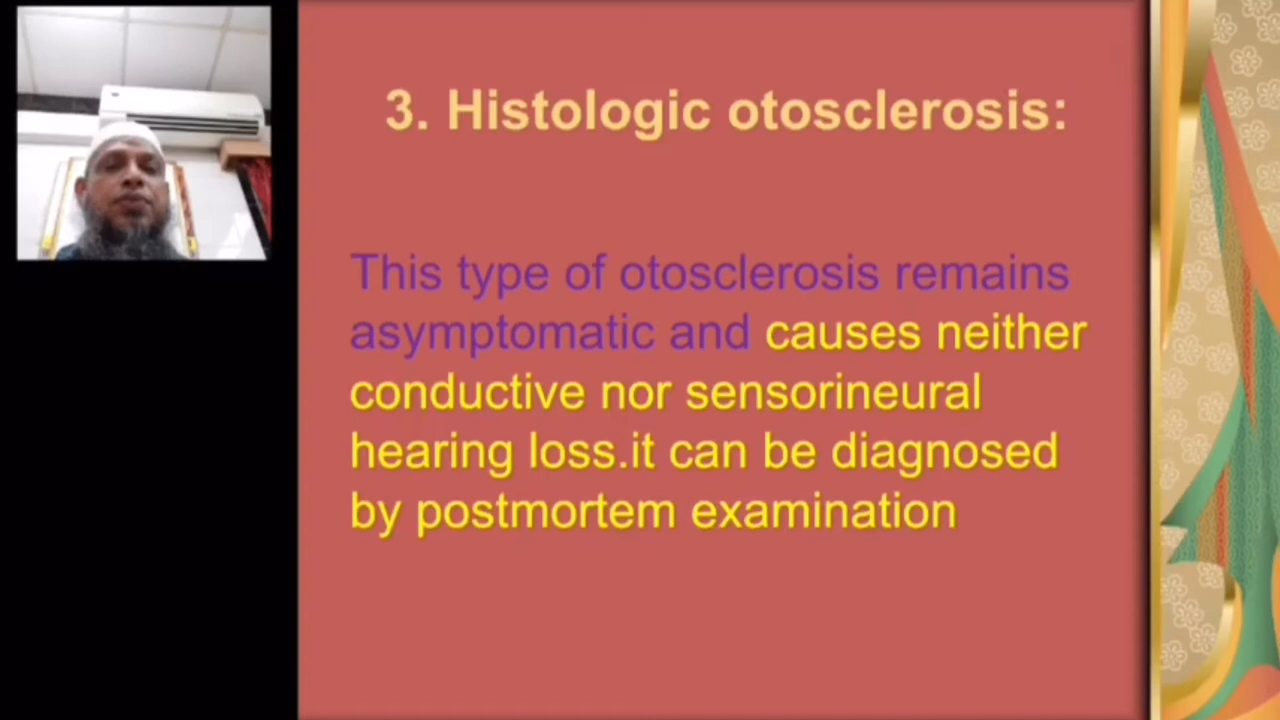 3. Histologic otosclerosis:
This type of otosclerosis remains
asymptomatic and causes neither
conductive nor sensorineural
hearing loss.it can be diagnosed
by postmortem examination